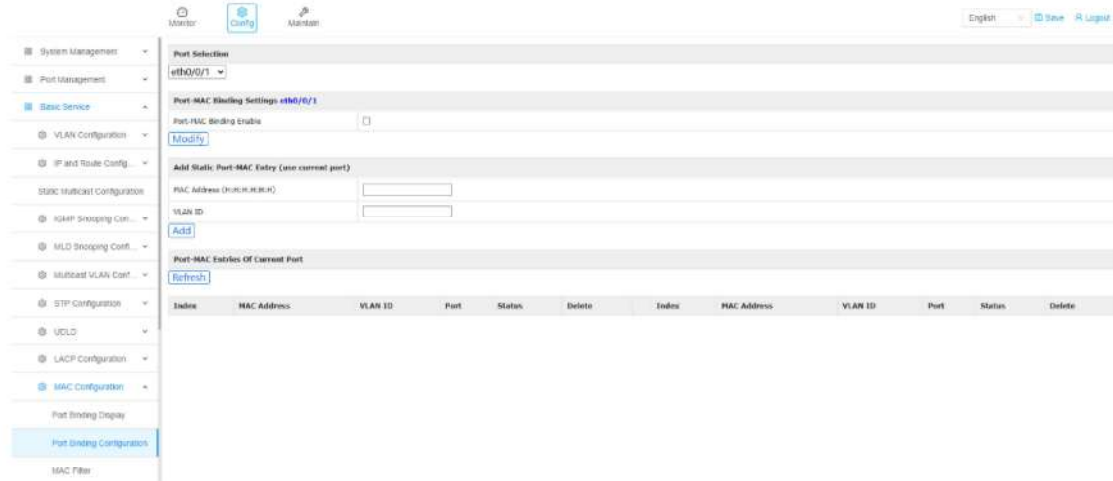 Monitor
Config
Maintain
English
Save
Logout
System Management
Port Management
Basic Service
VLAN Configuration
IP and Route Config...
Static Multicast Configuration
IGMP Snooping Con...
MLD Snooping Confi...
Multicast VLAN Conf...
STP Configuration
UDLD
LACP Configuration
MAC Configuration
Port Binding Display
Port Binding Configuration
MAC Filter
Port Selection
eth0/0/1
Port-MAC Binding Settings eth0/0/1
Port-MAC Binding Enable
Modify
Add Static Port-MAC Entry (use current port)
MAC Address (H:H:H:H:H:H)
VLAN ID
Add
Port-MAC Entries Of Current Port
Refresh
Index MAC Address VLAN ID Port Status Delete Index MAC Address VLAN ID Port Status Delete